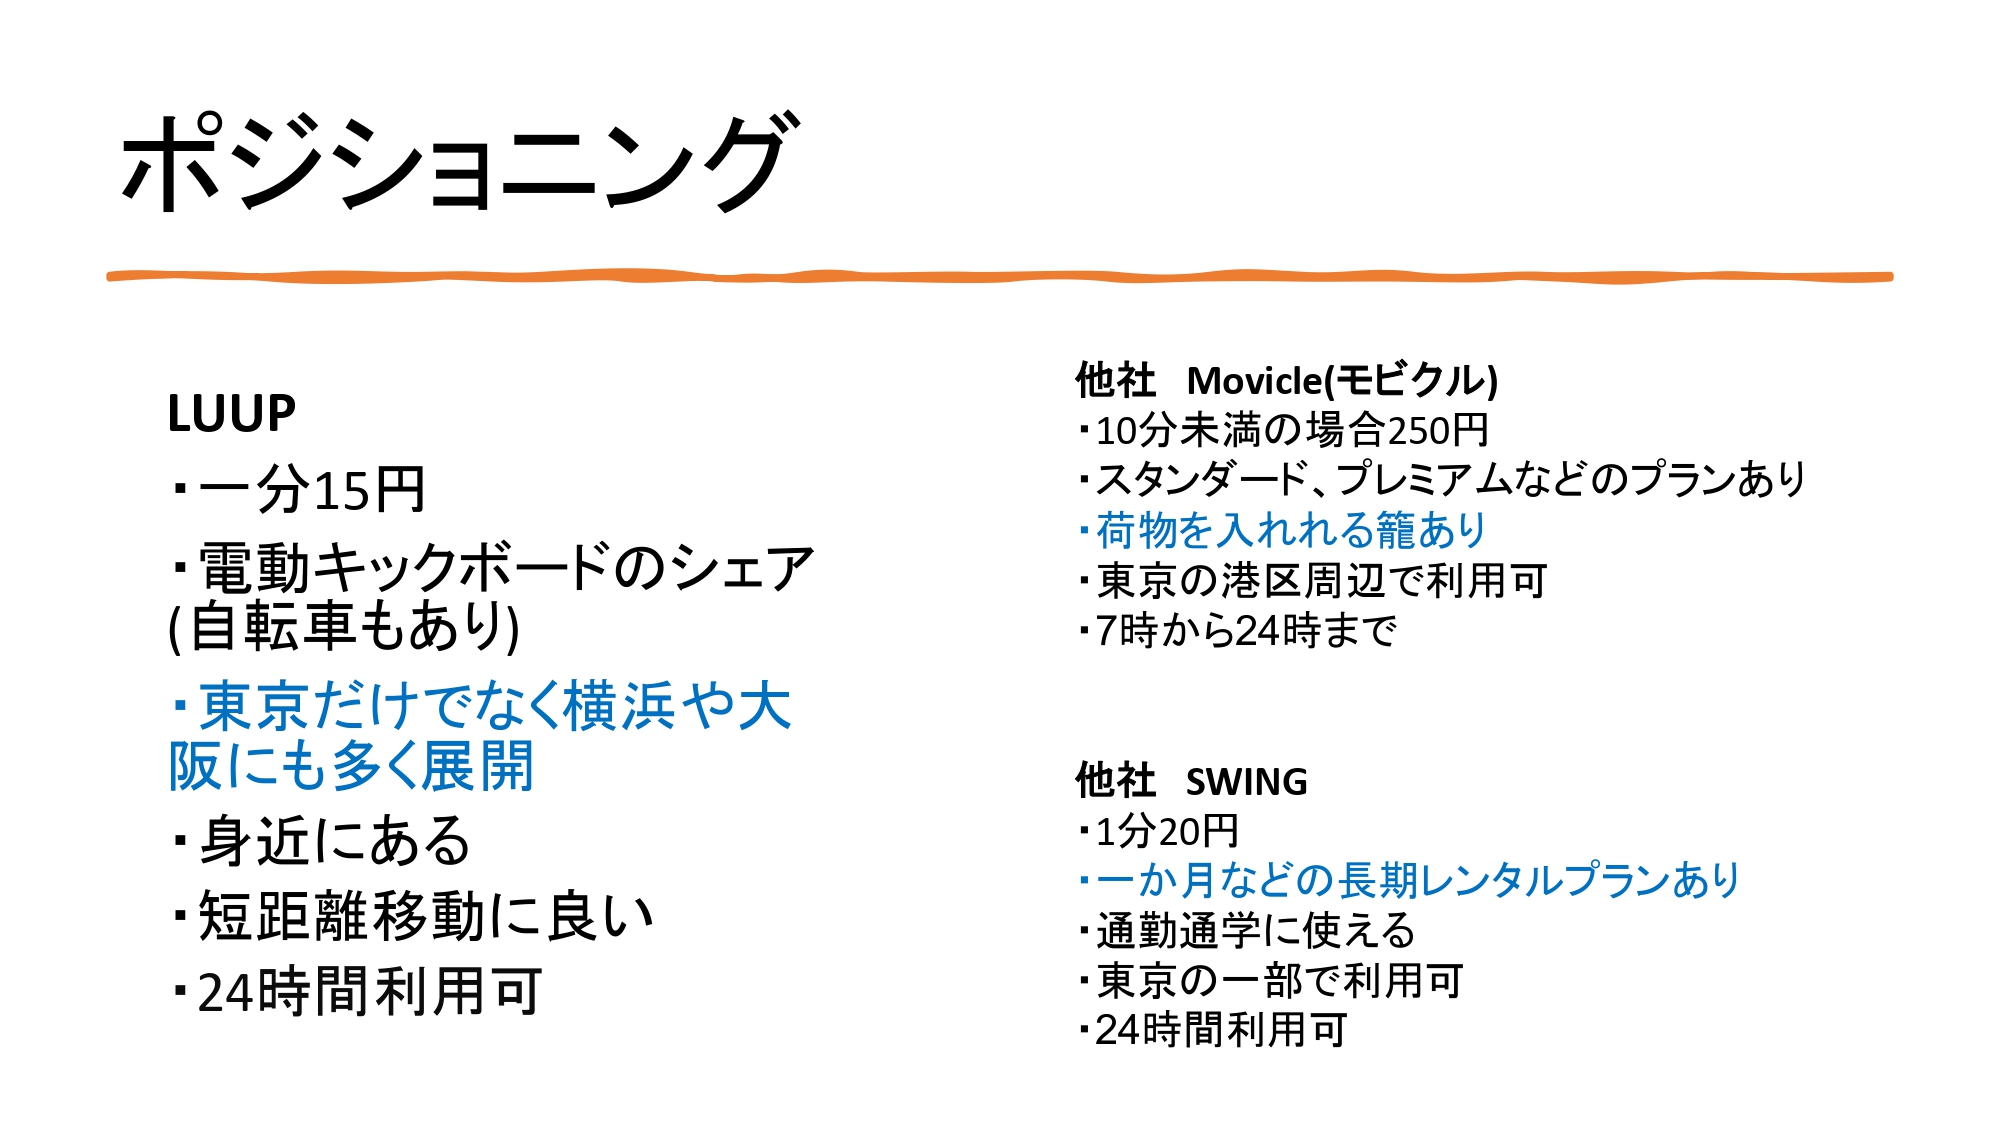 ポジショニング
LUUP
・一分15円
・電動キックボードのシェア
(自転車もあり)
・東京だけでなく横浜や大
阪にも多く展開
・身近にある
・短距離移動に良い
・24時間利用可
他社　Movicle(モビクル)
・10分未満の場合250円
・スタンダード、プレミアムなどのプランあり
・荷物を入れれる籠あり
・東京の港区周辺で利用可
・7時から24時まで
他社　SWING
・1分20円
・一か月などの長期レンタルプランあり
・通勤通学に使える
・東京の一部で利用可
・24時間利用可